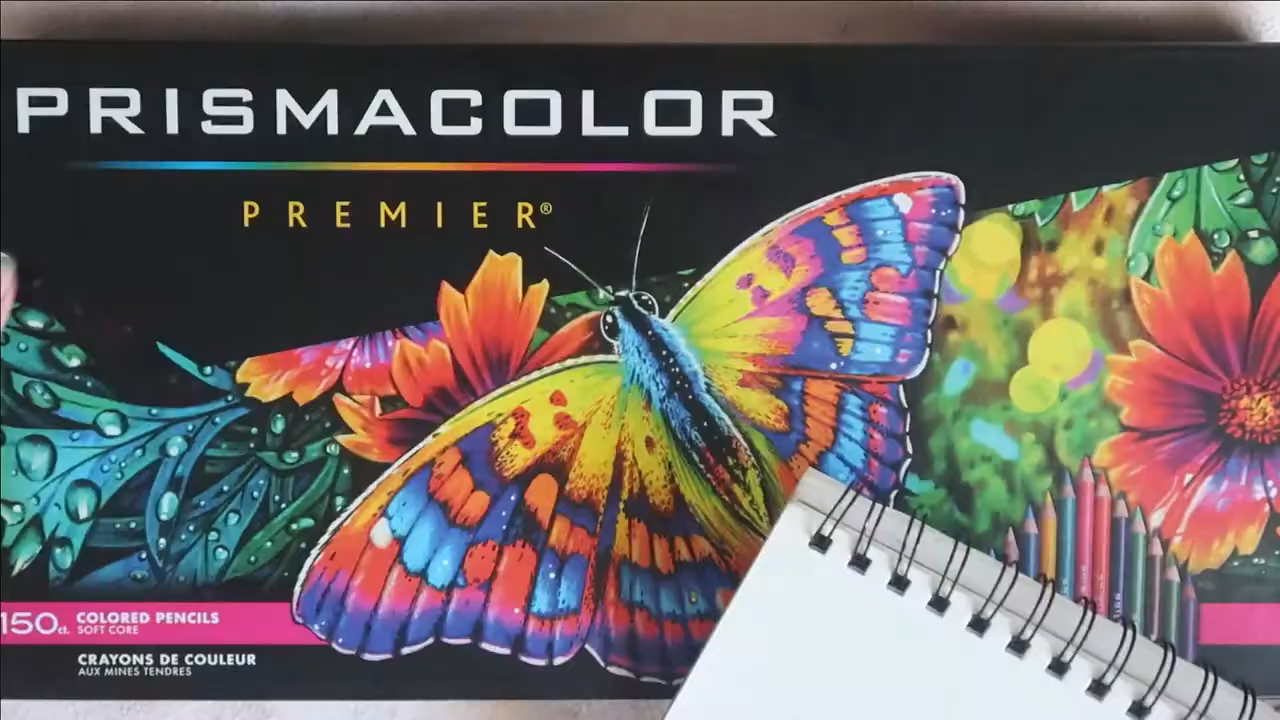 PRISMACOLOR
PREMIER®
150ct. COLORED PENCILS
SOFT CORE
CRAYONS DE COULEUR
AUX MINES TENDRES